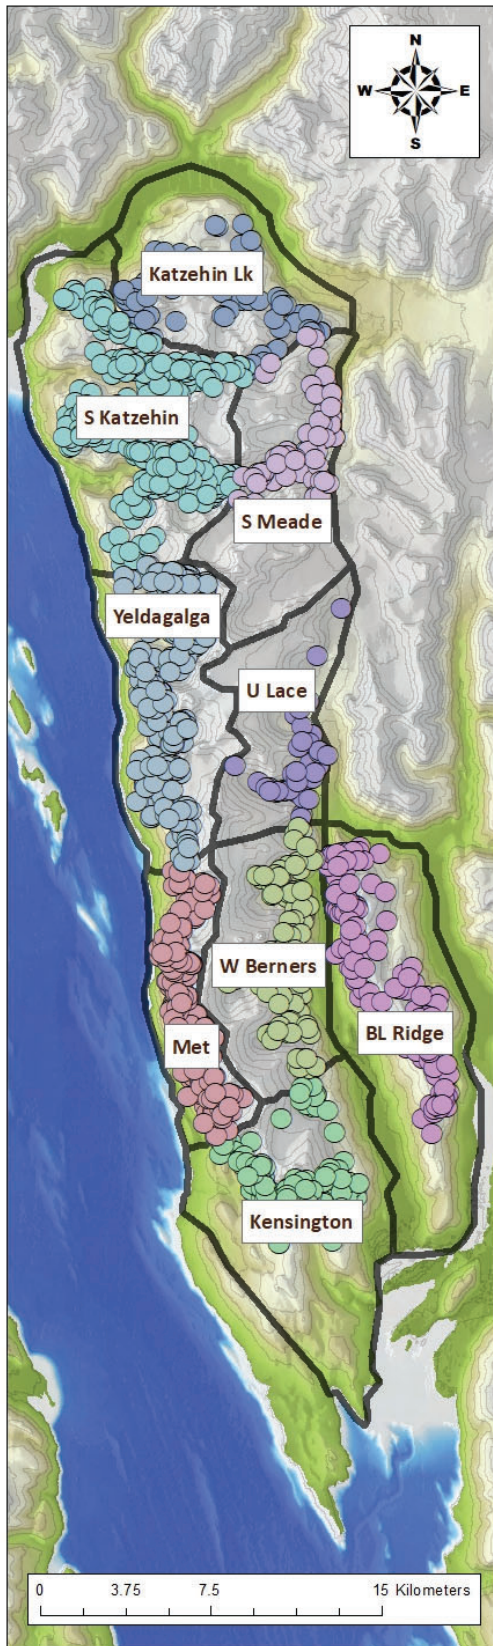 N
W E
S
Katzehin Lk
S Katzehin
S Meade
Yeldagalga
U Lace
W Berners
BL Ridge
Met
Kensington
0 3.75 7.5 15 Kilometers